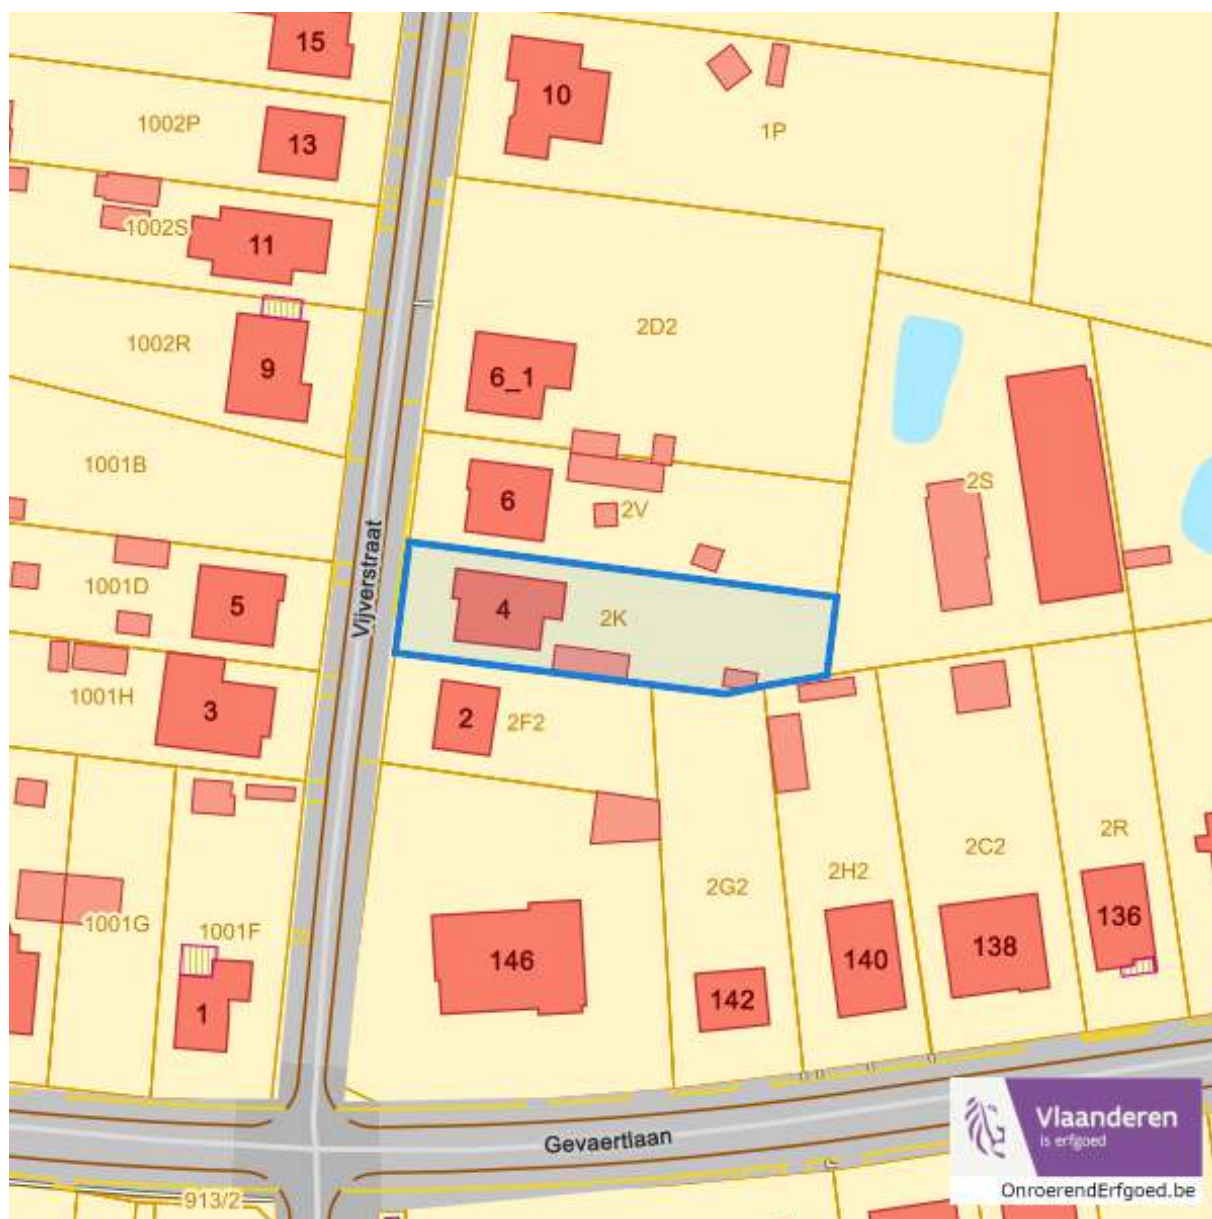 15
10
1002P
13
1P
1002S
11
2D2
1002R
9
6_1
1001B
2S
6
2V
Vijverstraat
1001D
5
4
2K
1001H
3
2
2F2
2R
2C2
2H2
2G2
136
1001G
1001F
138
146
140
142
1
Vlaanderen
is erfgoed
Gevaertlaan
OnroerendErfgoed.be
913/2